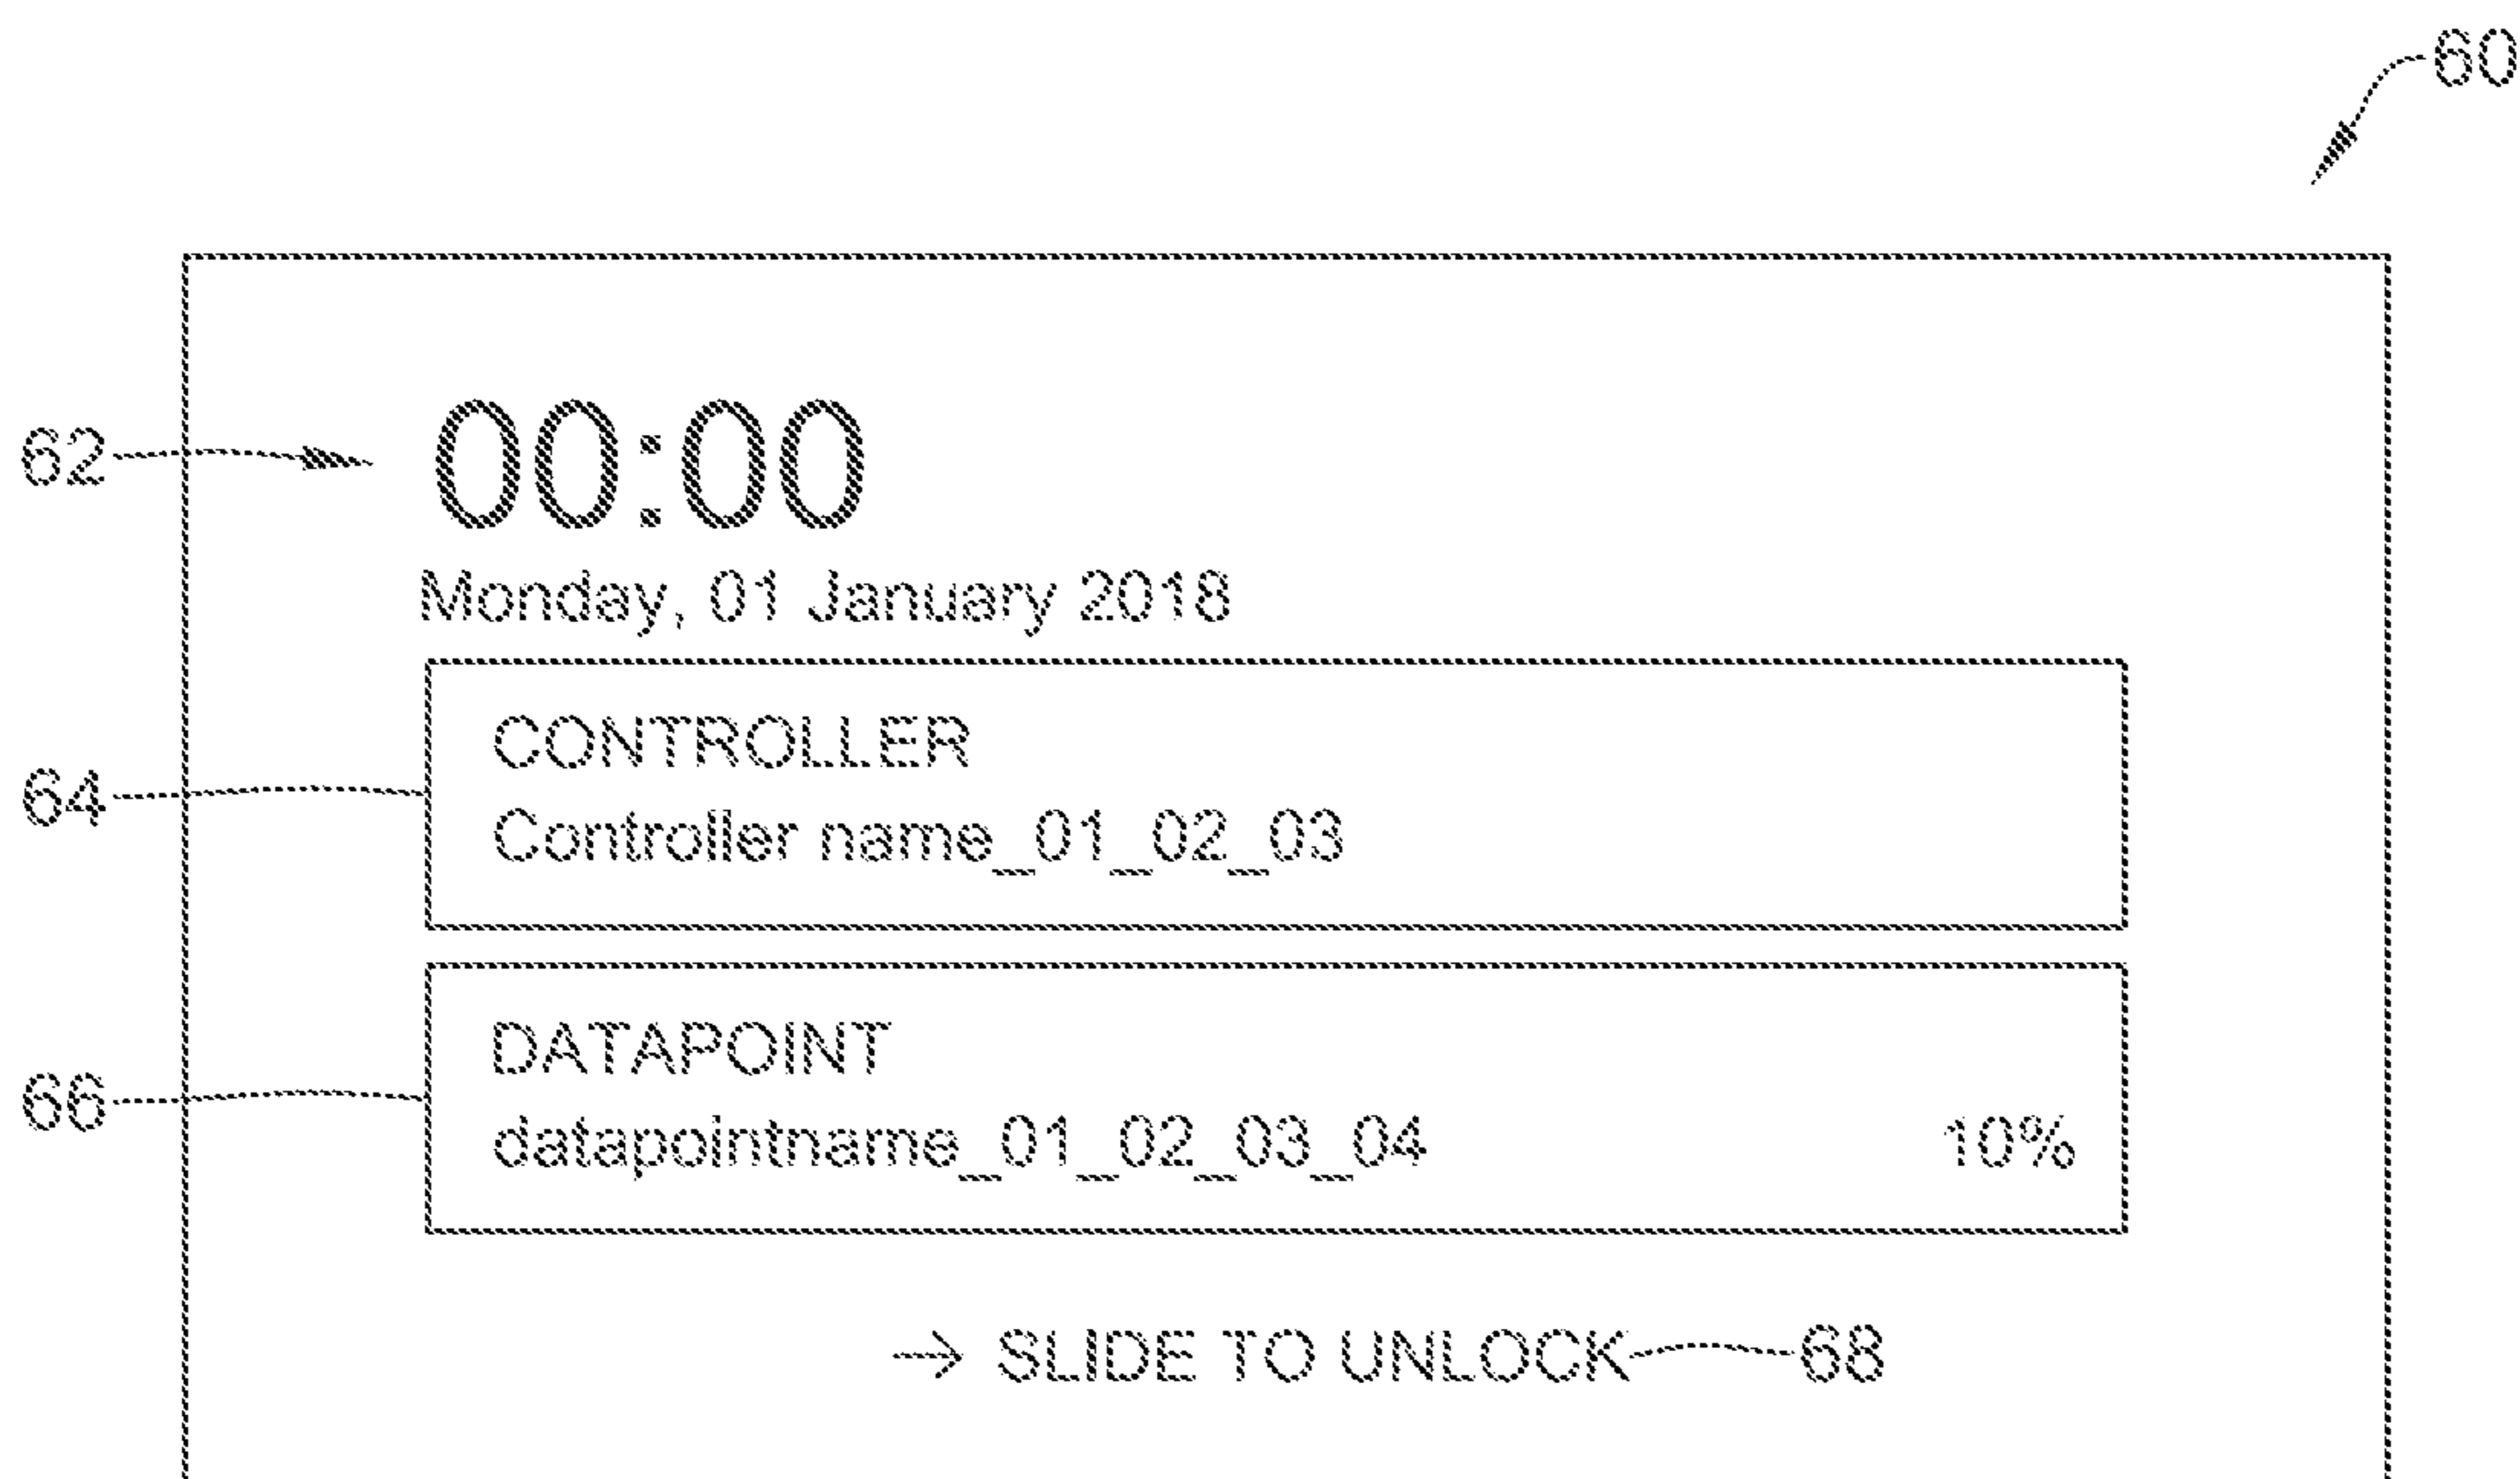 60
62
00:00
Monday, 01 January 2018
64
CONTROLLER
Controller name_01_02_03
66
DATAPOINT
datapointname_01_02_03_04 10%
→ SLIDE TO UNLOCK 68